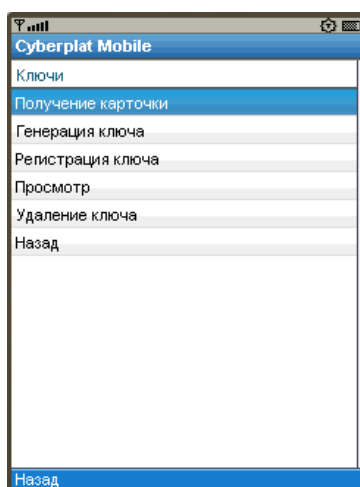 Cyberplat Mobile
Ключи
Получение карточки
Генерация ключа
Регистрация ключа
Просмотр
Удаление ключа
Назад
Назад